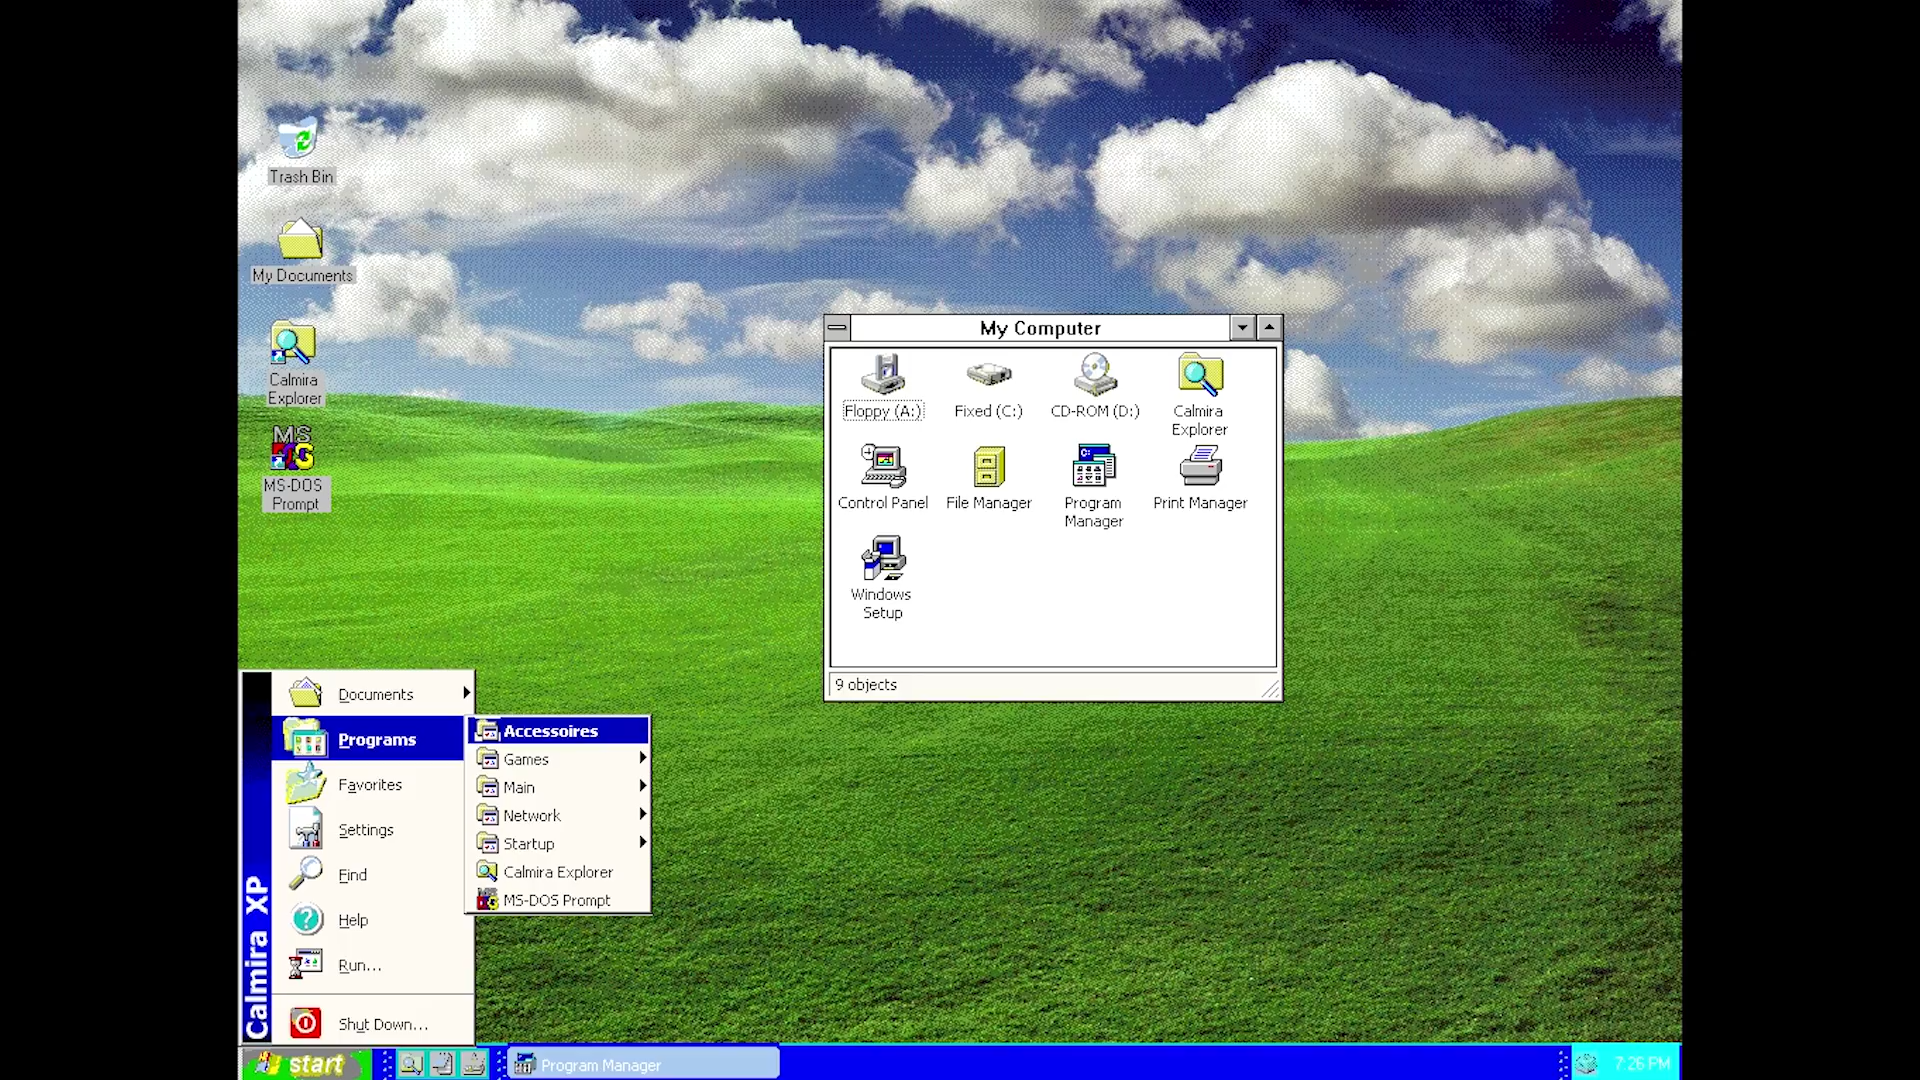 Trash Bin
My Documents
Calmira
Explorer
MS-DOS
Prompt
My Computer
Floppy (A:)
Fixed (C:)
CD-ROM (D:)
Calmira
Explorer
Control Panel
File Manager
Program
Manager
Print Manager
Windows
Setup
9 objects
Calmira XP
Documents
Programs
Favorites
Settings
Find
Help
Run...
Shut Down...
Accessoires
Games
Main
Network
Startup
Calmira Explorer
MS-DOS Prompt
start
Program Manager
7:26 PM